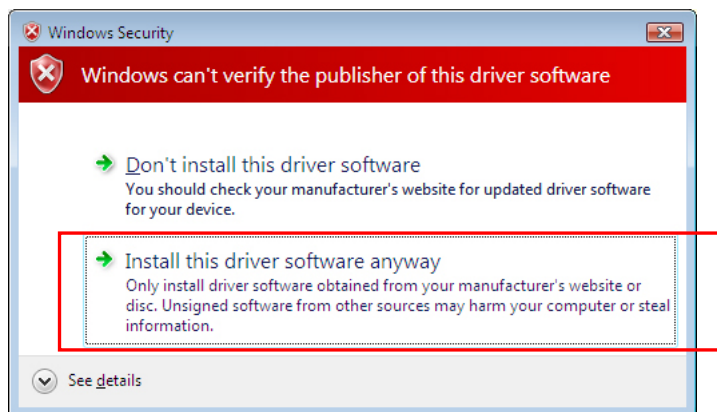 Windows Security
Windows can't verify the publisher of this driver software
Don't install this driver software
You should check your manufacturer's website for updated driver software
for your device.
Install this driver software anyway
Only install driver software obtained from your manufacturer's website or
disc. Unsigned software from other sources may harm your computer or steal
information.
See details